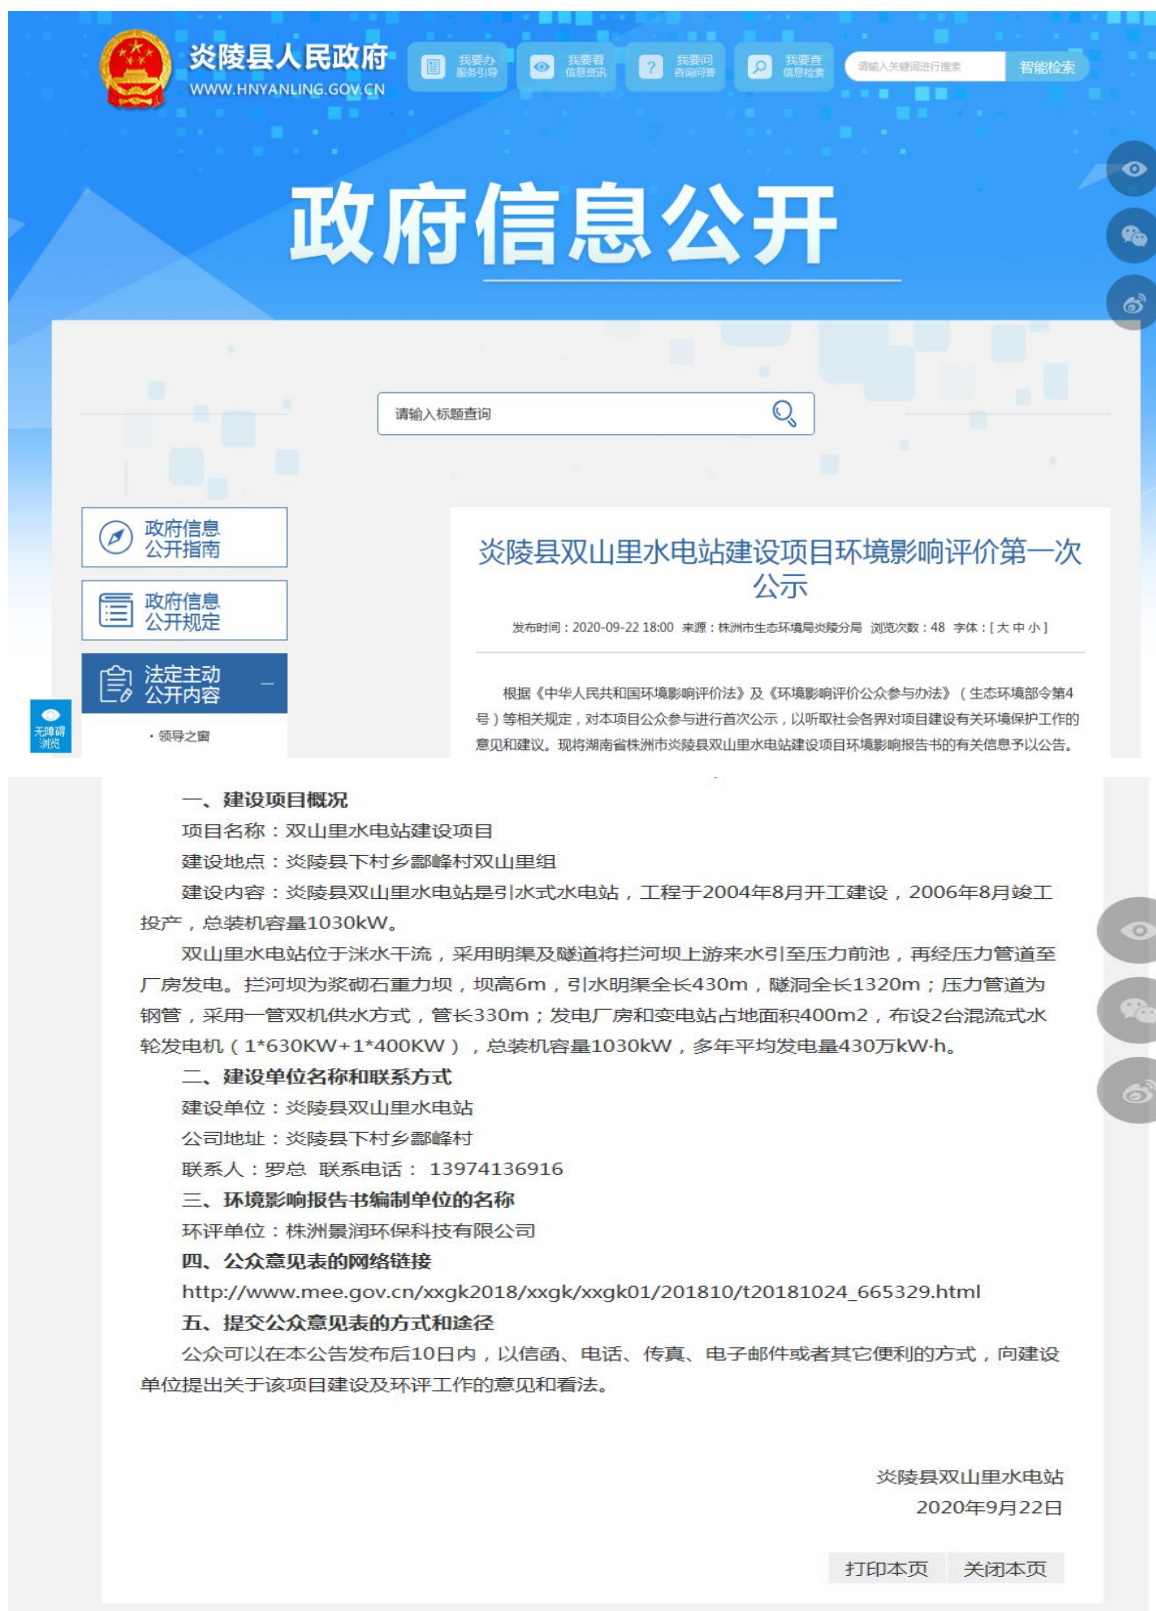 炎陵县人民政府
WWW.HNYANLING.GOV.CN
我要办
服务引导
我要看
信息资讯
我要问
咨询问答
我要查
信息检索
请输入关键词进行搜索
智能检索
政府信息公开
请输入标题查询
政府信息
公开指南
政府信息
公开规定
法定主动
公开内容
·领导之窗
无障碍
浏览
炎陵县双山里水电站建设项目环境影响评价第一次
公示
发布时间：2020-09-22 18:00 来源：株洲市生态环境局炎陵分局 浏览次数：48 字体：[ 大 中 小 ]
根据《中华人民共和国环境影响评价法》及《环境影响评价公众参与办法》（生态环境部令第4
号）等相关规定，对本项目公众参与进行首次公示，以听取社会各界对项目建设有关环境保护工作的
意见和建议。现将湖南省株洲市炎陵县双山里水电站建设项目环境影响报告书的有关信息予以公告。
一、建设项目概况
项目名称：双山里水电站建设项目
建设地点：炎陵县下村乡酃峰村双山里组
建设内容：炎陵县双山里水电站是引水式水电站，工程于2004年8月开工建设，2006年8月竣工
投产，总装机容量1030kW。
双山里水电站位于洣水干流，采用明渠及隧道将拦河坝上游来水引至压力前池，再经压力管道至
厂房发电。拦河坝为浆砌石重力坝，坝高6m，引水明渠全长430m，隧洞全长1320m；压力管道为
钢管，采用一管双机供水方式，管长330m；发电厂房和变电站占地面积400m2，布设2台混流式水
轮发电机（1*630KW+1*400KW），总装机容量1030kW，多年平均发电量430万kW·h。
二、建设单位名称和联系方式
建设单位：炎陵县双山里水电站
公司地址：炎陵县下村乡酃峰村
联系人：罗总 联系电话： 13974136916
三、环境影响报告书编制单位的名称
环评单位：株洲景润环保科技有限公司
四、公众意见表的网络链接
http://www.mee.gov.cn/xxgk2018/xxgk/xxgk01/201810/t20181024_665329.html
五、提交公众意见表的方式和途径
公众可以在本公告发布后10日内，以信函、电话、传真、电子邮件或者其它便利的方式，向建设
单位提出关于该项目建设及环评工作的意见和看法。
炎陵县双山里水电站
2020年9月22日
打印本页 关闭本页